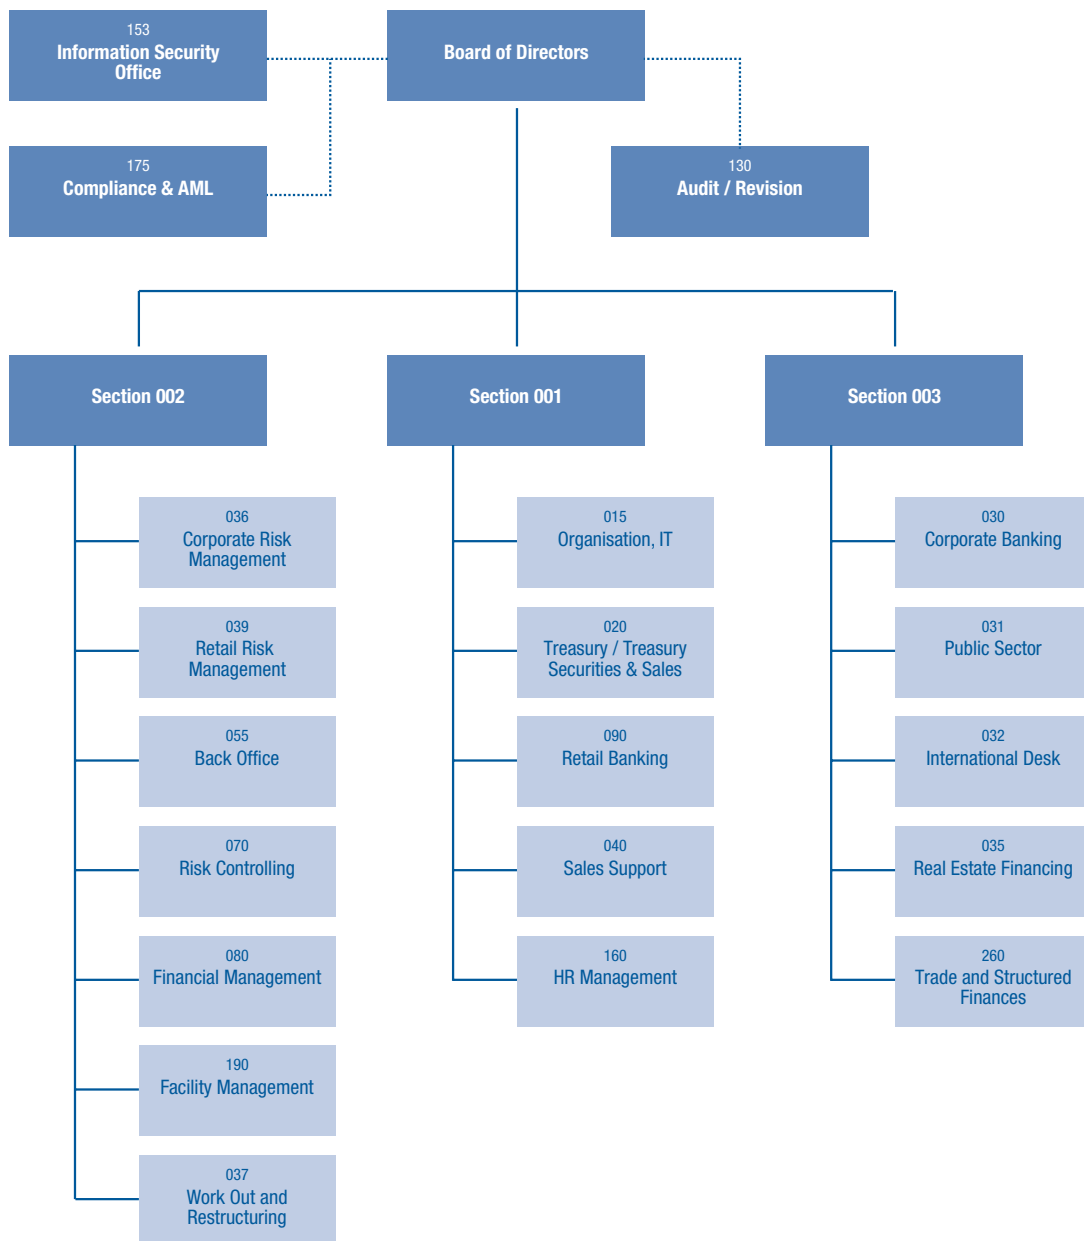 153
Information Security
Office
Board of Directors
175
Compliance & AML
130
Audit / Revision
Section 002
Section 001
Section 003
036
Corporate Risk
Management
039
Retail Risk
Management
055
Back Office
070
Risk Controlling
080
Financial Management
190
Facility Management
037
Work Out and
Restructuring
015
Organisation, IT
020
Treasury / Treasury
Securities & Sales
090
Retail Banking
040
Sales Support
160
HR Management
030
Corporate Banking
031
Public Sector
032
International Desk
035
Real Estate Financing
260
Trade and Structured
Finances